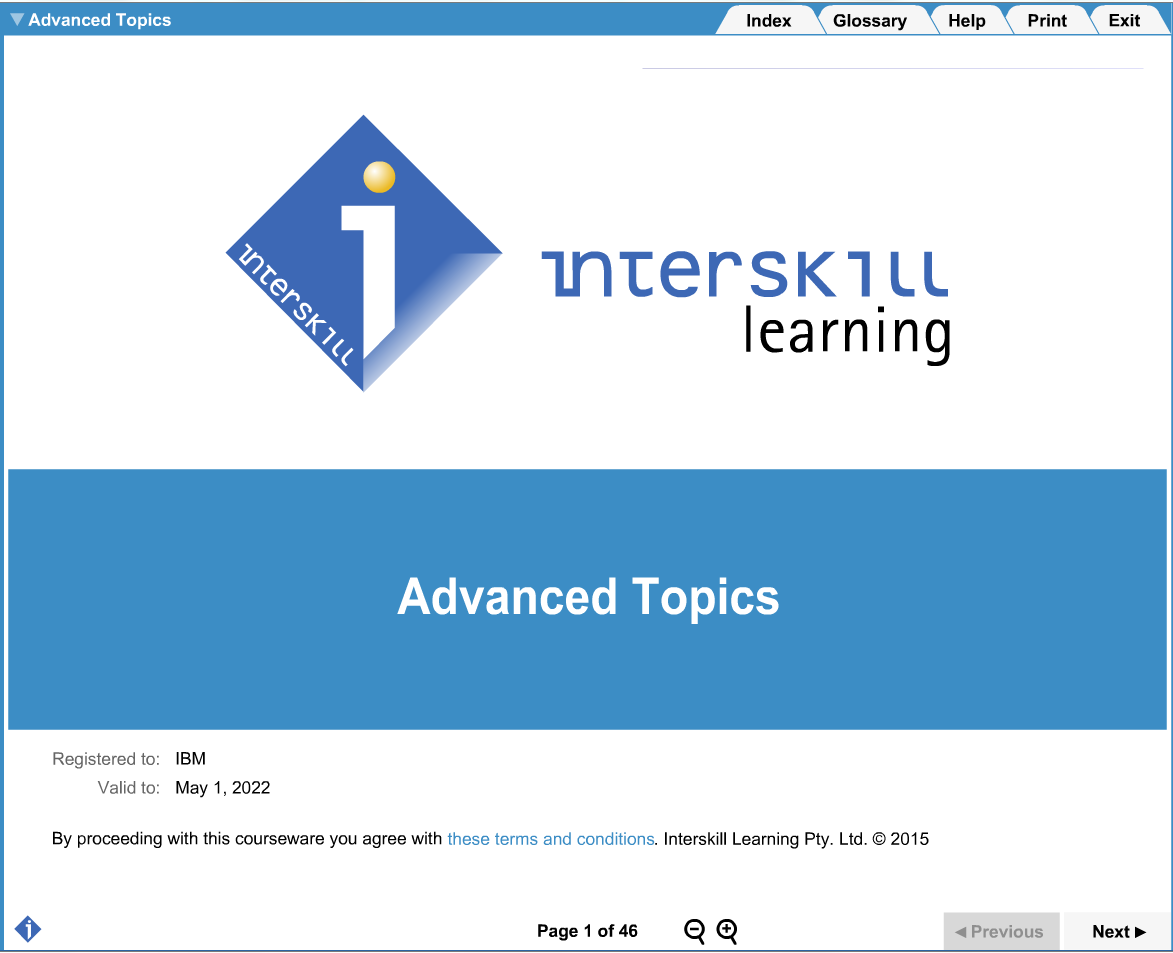 ▼ Advanced Topics
Index Glossary Help Print Exit
i
interskill
interskill
learning
Advanced Topics
Registered to: IBM
Valid to: May 1, 2022
By proceeding with this courseware you agree with these terms and conditions. Interskill Learning Pty. Ltd. © 2015
i
Page 1 of 46
◄ Previous Next ►